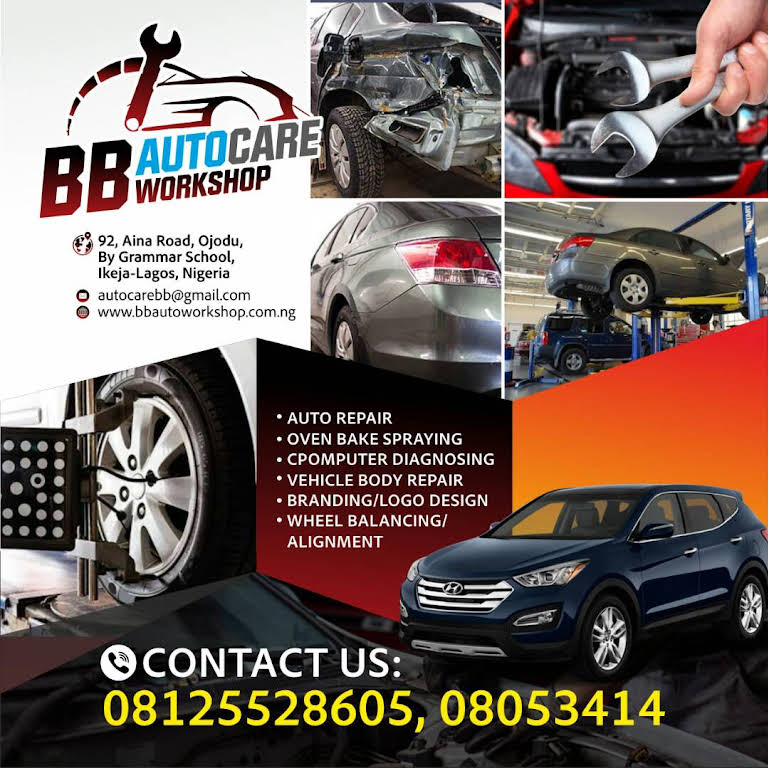 BB AUTOCARE
WORKSHOP
92, Aina Road, Ojodu,
By Grammar School,
Ikeja-Lagos, Nigeria
autocarebb@gmail.com
www.bbautoworkshop.com.ng
• AUTO REPAIR
• OVEN BAKE SPRAYING
• CPOMPUTER DIAGNOSING
• VEHICLE BODY REPAIR
• BRANDING/LOGO DESIGN
• WHEEL BALANCING/
ALIGNMENT
CONTACT US:
08125528605, 08053414